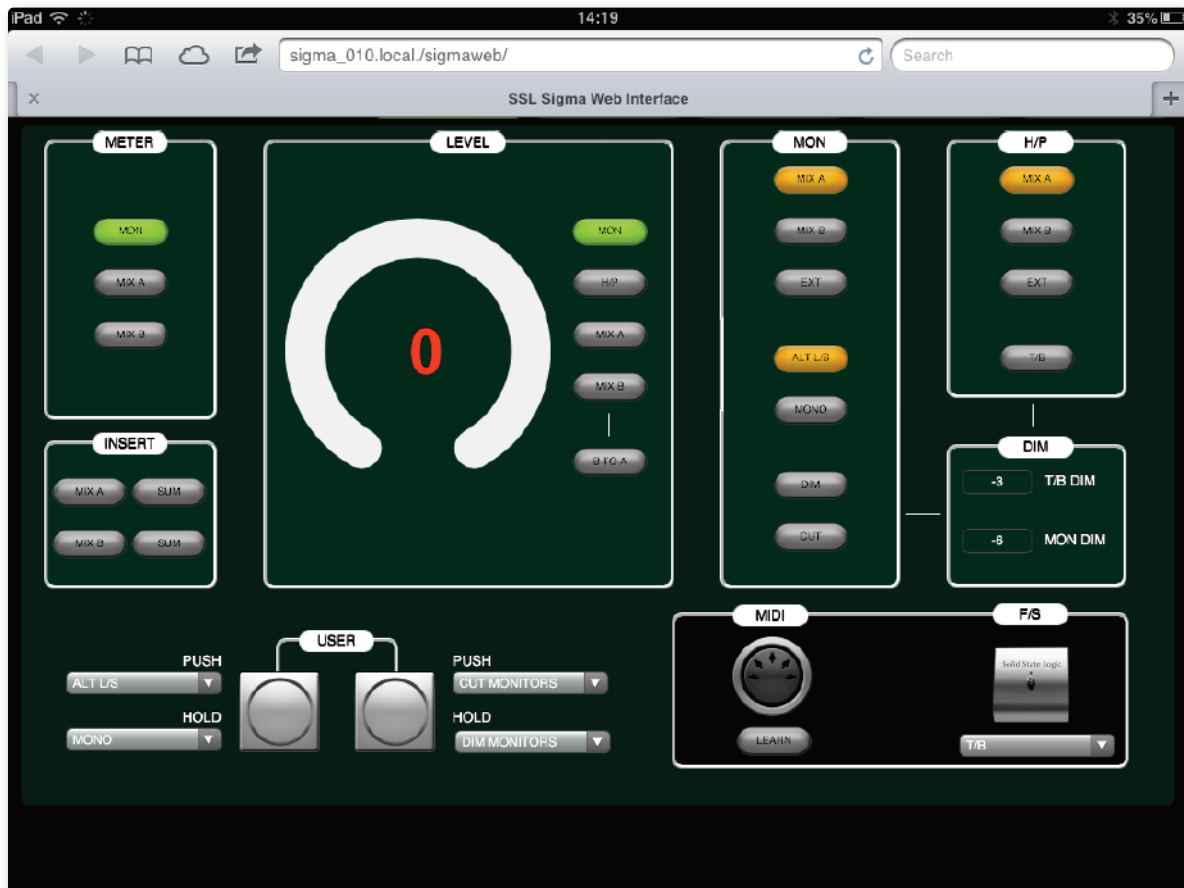 iPad 14:19 35%
sigma_010.local./sigmaweb/ Search
SSL Sigma Web Interface
METER
MON
MIX A
MIX B
INSERT
MIX A SUM
MIX B SUM
LEVEL
0
MON
H/P
MIX A
MIX B
B TO A
MON
MIX A
MIX B
EXT
ALT L/S
MONO
DIM
CUT
H/P
MIX A
MIX B
EXT
T/B
DIM
-3 T/B DIM
-6 MON DIM
USER
PUSH
ALT L/S
HOLD
MONO
PUSH
CUT MONITORS
HOLD
DIM MONITORS
MIDI
LEARN
F/S
Solid State Logic
T/B